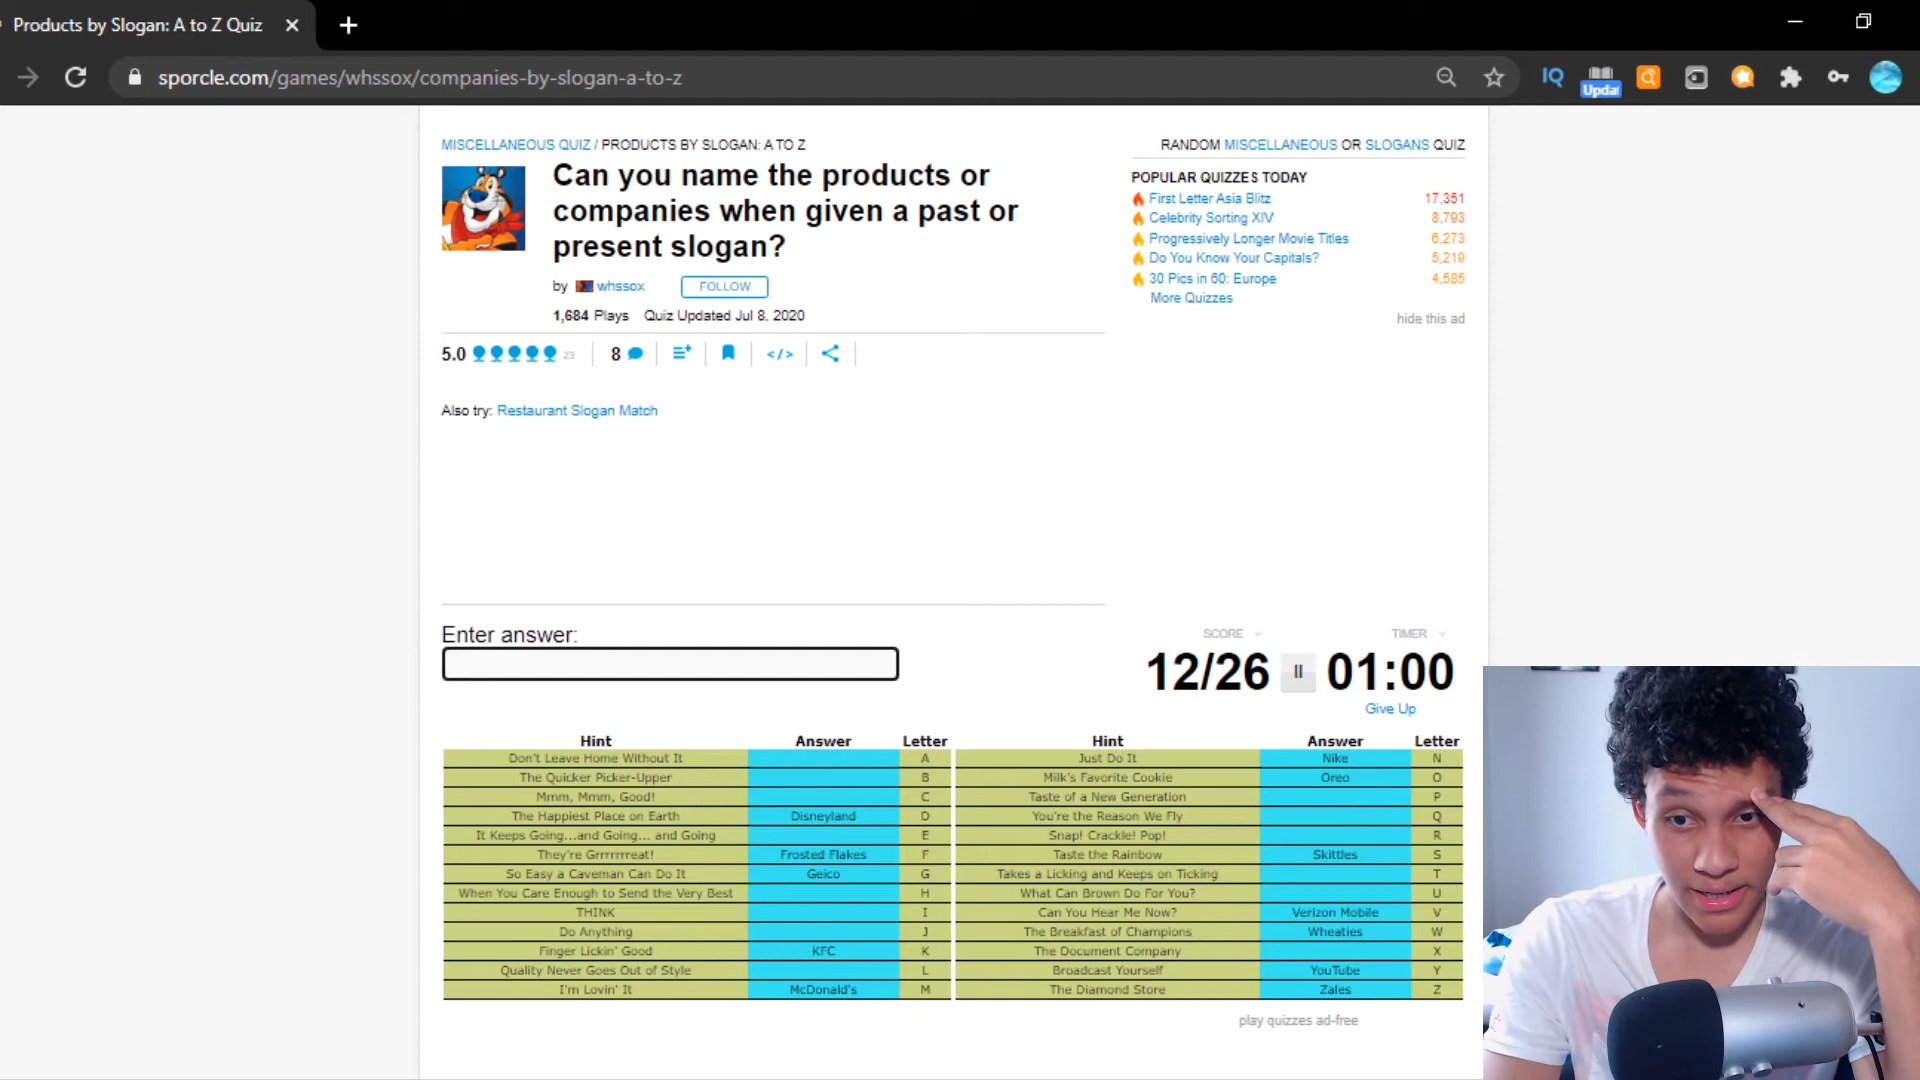 Products by Slogan: A to Z Quiz
sporcle.com/games/whssox/companies-by-slogan-a-to-z
IQ
Updat
MISCELLANEOUS QUIZ / PRODUCTS BY SLOGAN: A TO Z
Can you name the products or
companies when given a past or
present slogan?
by whssox FOLLOW
1,684 Plays Quiz Updated Jul 8, 2020
5.0 23 8 </>
Also try: Restaurant Slogan Match
RANDOM MISCELLANEOUS OR SLOGANS QUIZ
POPULAR QUIZZES TODAY
First Letter Asia Blitz 17,351
Celebrity Sorting XIV 8,793
Progressively Longer Movie Titles 6,273
Do You Know Your Capitals? 5,219
30 Pics in 60: Europe 4,585
More Quizzes
hide this ad
Enter answer:
SCORE TIMER
12/26 01:00
Give Up
Hint Answer Letter
Don't Leave Home Without It A
The Quicker Picker-Upper B
Mmm, Mmm, Good! C
The Happiest Place on Earth Disneyland D
It Keeps Going...and Going... and Going E
They're Grrrrrrreat! Frosted Flakes F
So Easy a Caveman Can Do It Geico G
When You Care Enough to Send the Very Best H
THINK I
Do Anything J
Finger Lickin' Good KFC K
Quality Never Goes Out of Style L
I'm Lovin' It McDonald's M
Hint Answer Letter
Just Do It Nike N
Milk's Favorite Cookie Oreo O
Taste of a New Generation P
You're the Reason We Fly Q
Snap! Crackle! Pop! R
Taste the Rainbow Skittles S
Takes a Licking and Keeps on Ticking T
What Can Brown Do For You? U
Can You Hear Me Now? Verizon Mobile V
The Breakfast of Champions Wheaties W
The Document Company X
Broadcast Yourself YouTube Y
The Diamond Store Zales Z
play quizzes ad-free